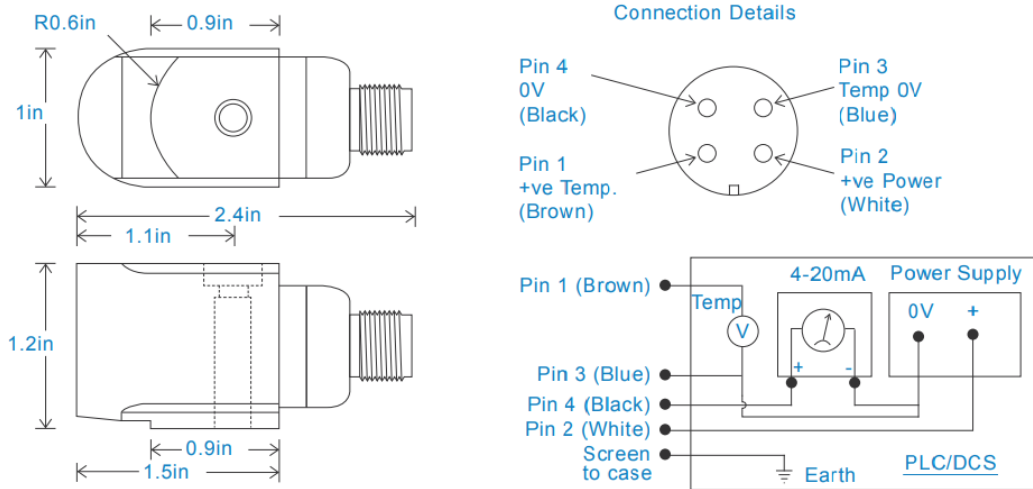 R0.6in
0.9in
1in
2.4in
1.1in
1.2in
0.9in
1.5in
Connection Details
Pin 4
0V
(Black)
Pin 3
Temp 0V
(Blue)
Pin 1
+ve Temp.
(Brown)
Pin 2
+ve Power
(White)
4-20mA
Power Supply
Pin 1 (Brown)
Temp
V
0V
+
+
-
Pin 3 (Blue)
Pin 4 (Black)
Pin 2 (White)
Screen
to case
Earth
PLC/DCS